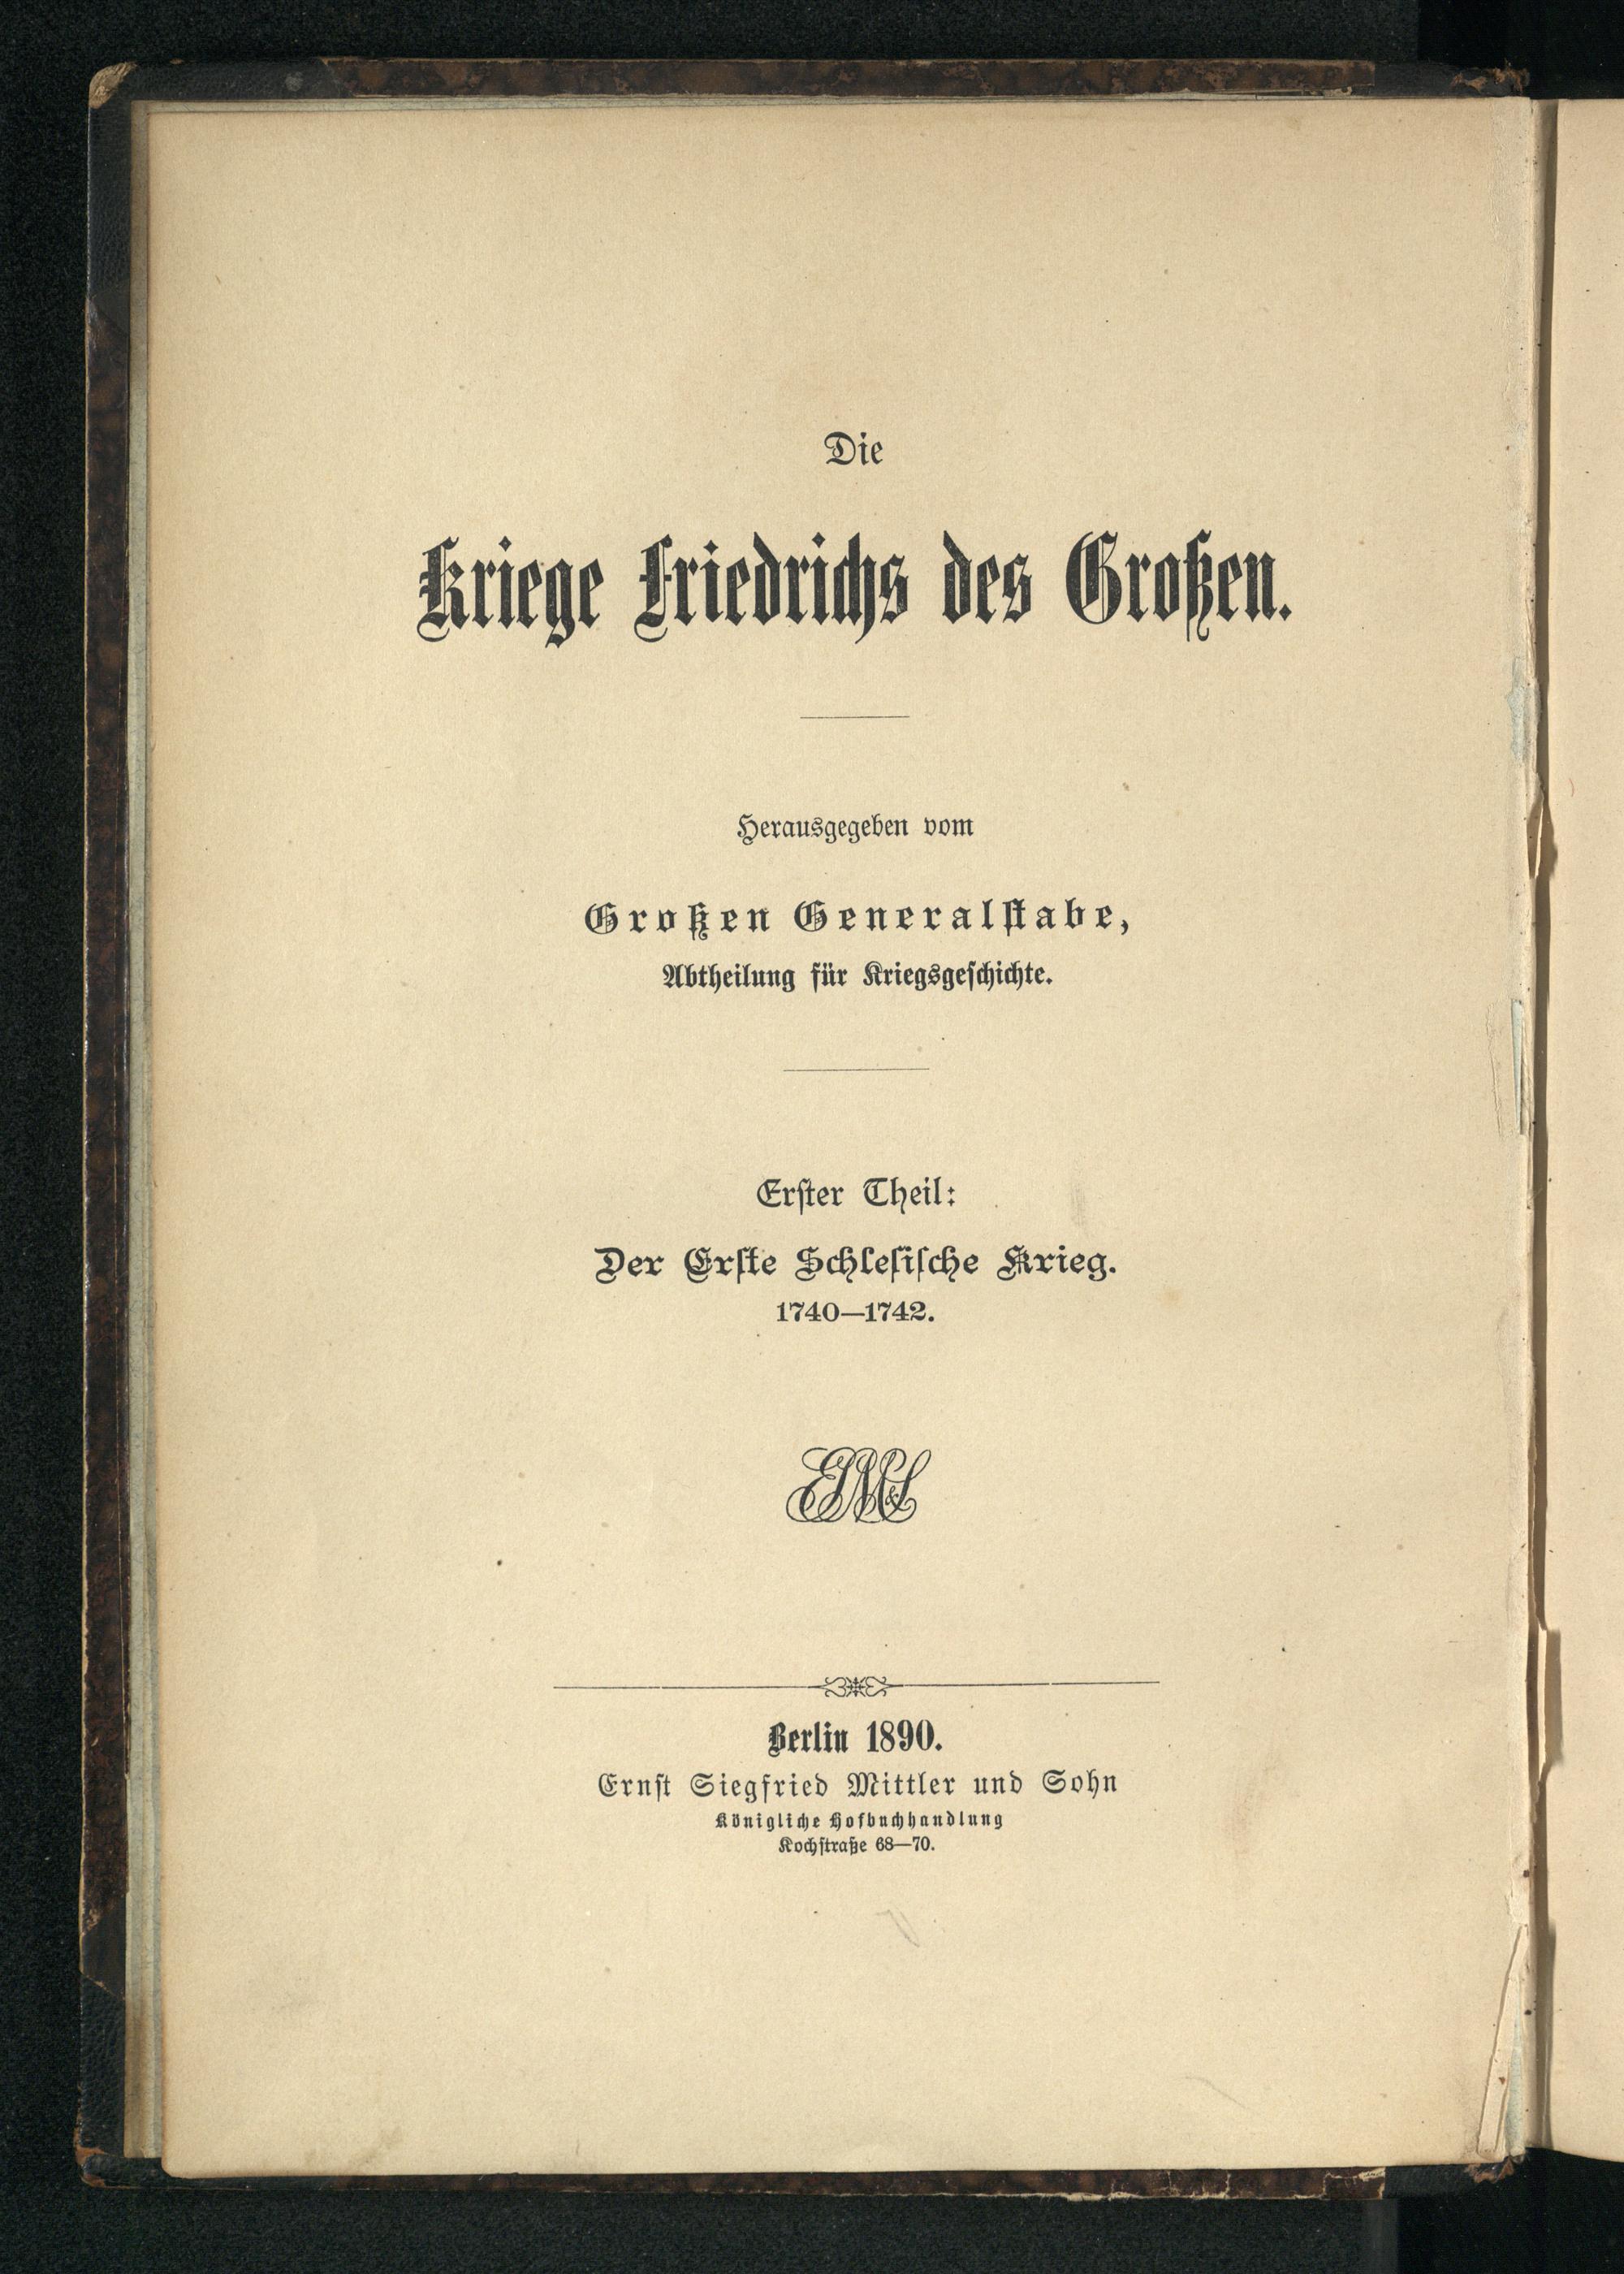 Die
Kriege Friedrichs des Großen.
Herausgegeben vom
Großen Generalstabe,
Abtheilung für Kriegsgeschichte.
Erster Theil:
Der Erste Schlesische Krieg.
1740—1742.
Berlin 1890.
Ernst Siegfried Mittler und Sohn
Königliche Hofbuchhandlung
Kochstraße 68—70.